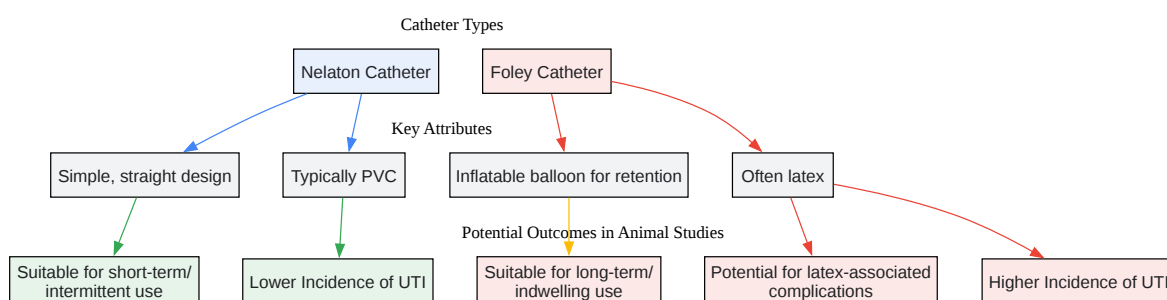 Catheter Types
Nelaton Catheter
Foley Catheter
Key Attributes
Simple, straight design
Typically PVC
Inflatable balloon for retention
Often latex
Potential Outcomes in Animal Studies
Suitable for short-term/
intermittent use
Lower Incidence of UTI
Suitable for long-term/
indwelling use
Potential for latex-associated
complications
Higher Incidence of UTI